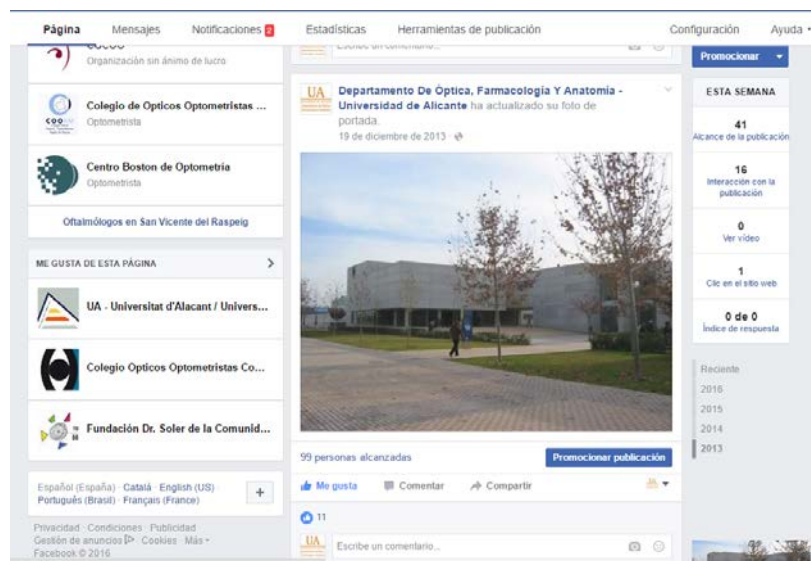 Página Mensajes Notificaciones 2 Estadísticas Herramientas de publicación Configuración Ayuda
Organización sin ánimo de lucro
Colegio de Opticos Optometristas ...
Optometrista
Centro Boston de Optometria
Optometrista
Oftalmólogos en San Vicente del Raspeig
ME GUSTA DE ESTA PÁGINA
UA - Universitat d'Alacant / Univers...
Colegio Opticos Optometristas Co...
Fundación Dr. Soler de la Comunid...
Español (España) · Català · English (US) ·
Português (Brasil) · Français (France)
+
Privacidad · Condiciones · Publicidad
Gestión de anuncios · Cookies · Más
Facebook © 2016
Escribe un comentario...
UA
Departamento De Óptica, Farmacología Y Anatomía -
Universidad de Alicante ha actualizado su foto de
portada.
19 de diciembre de 2013 ·
99 personas alcanzadas
Promocionar publicación
Me gusta Comentar Compartir
11
UA
Escribe un comentario...
Promocionar
ESTA SEMANA
41
Alcance de la publicación
16
Interacción con la
publicación
0
Ver vídeo
1
Clic en el sitio web
0 de 0
Índice de respuesta
Reciente
2016
2015
2014
2013